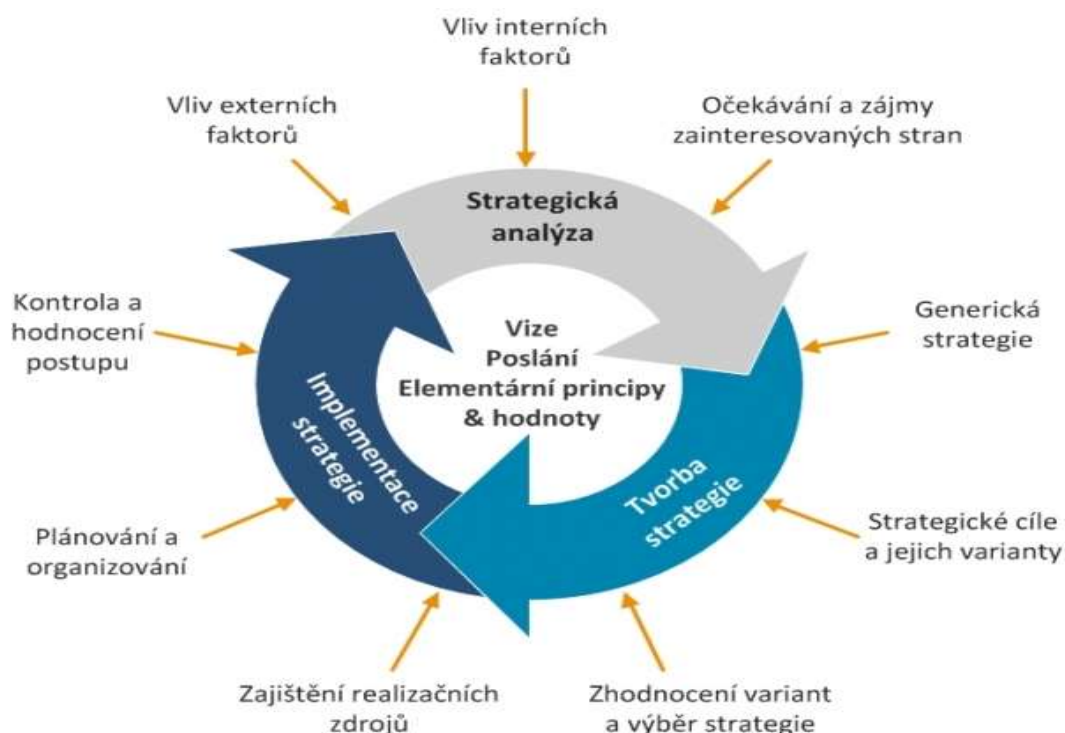 Vliv interních
faktorů
Vliv externích
faktorů
Očekávání a zájmy
zainteresovaných stran
Strategická
analýza
Kontrola a
hodnocení
postupu
Generická
strategie
Vize
Poslání
Elementární principy
& hodnoty
Implementace
strategie
Tvorba
strategie
Plánování a
organizování
Strategické cíle
a jejich varianty
Zajištění realizačních
zdrojů
Zhodnocení variant
a výběr strategie